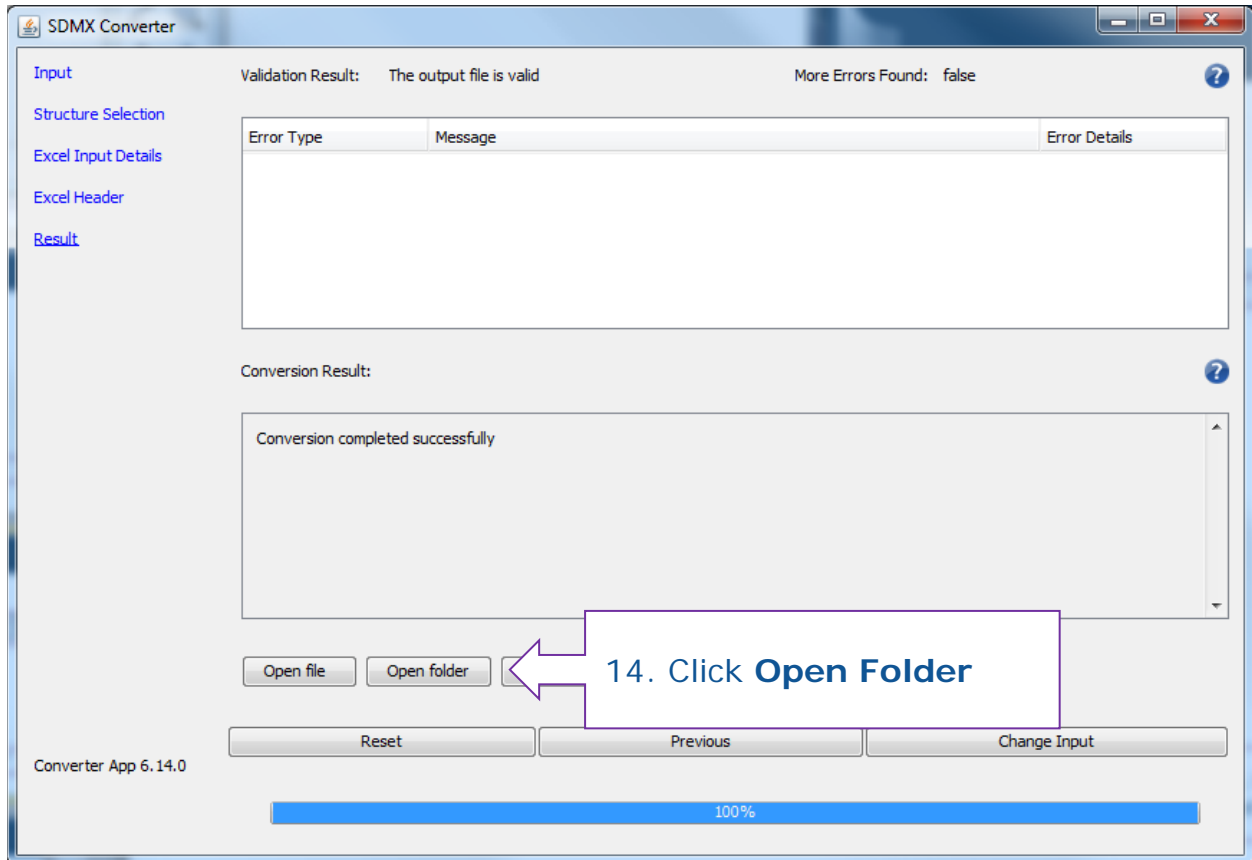 SDMX Converter
Input
Structure Selection
Excel Input Details
Excel Header
Result
Validation Result: The output file is valid More Errors Found: false ?
Error Type Message Error Details
Conversion Result: ?
Conversion completed successfully
Open file Open folder
14. Click Open Folder
Reset Previous Change Input
Converter App 6.14.0
100%